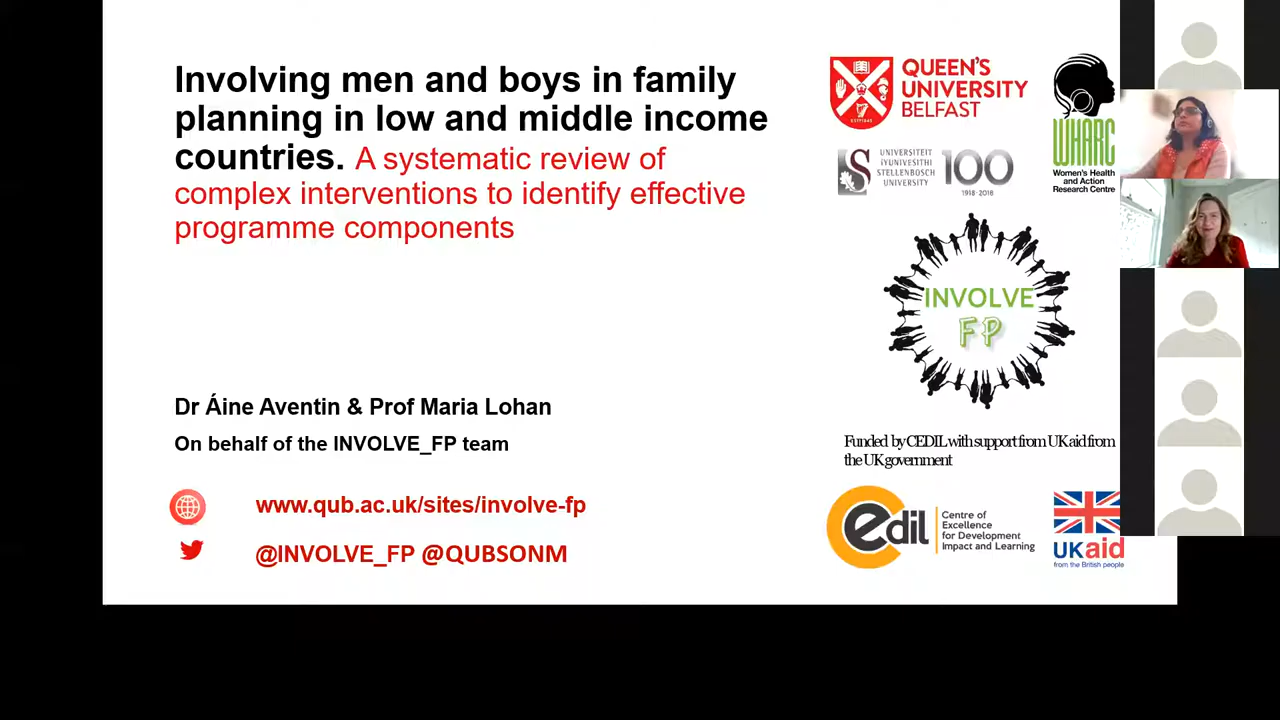 Involving men and boys in family
planning in low and middle income
countries. A systematic review of
complex interventions to identify effective
programme components
Dr Áine Aventin & Prof Maria Lohan
On behalf of the INVOLVE_FP team
www.qub.ac.uk/sites/involve-fp
@INVOLVE_FP @QUBSONM
QUEEN'S
UNIVERSITY
BELFAST
WHARC
Women's Health
and Action
Research Centre
UNIVERSITEIT
IYUNIVESITHI
STELLENBOSCH
UNIVERSITY
100
1918·2018
INVOLVE
FP
Funded by CEDIL with support from UK aid from
the UK government
Cedil
Centre of
Excellence
for Development
Impact and Learning
UKaid
from the British people